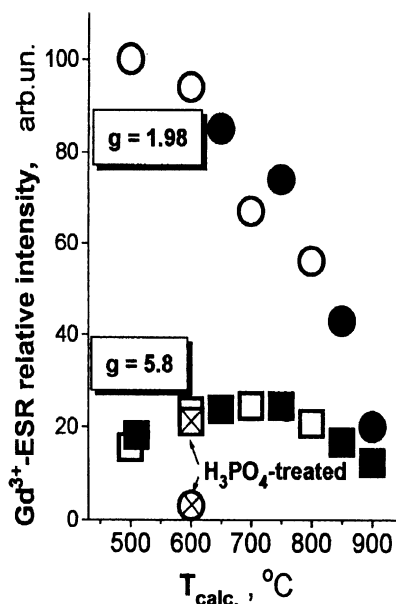 Gd3+-ESR relative intensity, arb.un.
100
80
60
40
20
0
g = 1.98
g = 5.8
H3PO4-treated
500 600 700 800 900
Tcalc. , oC